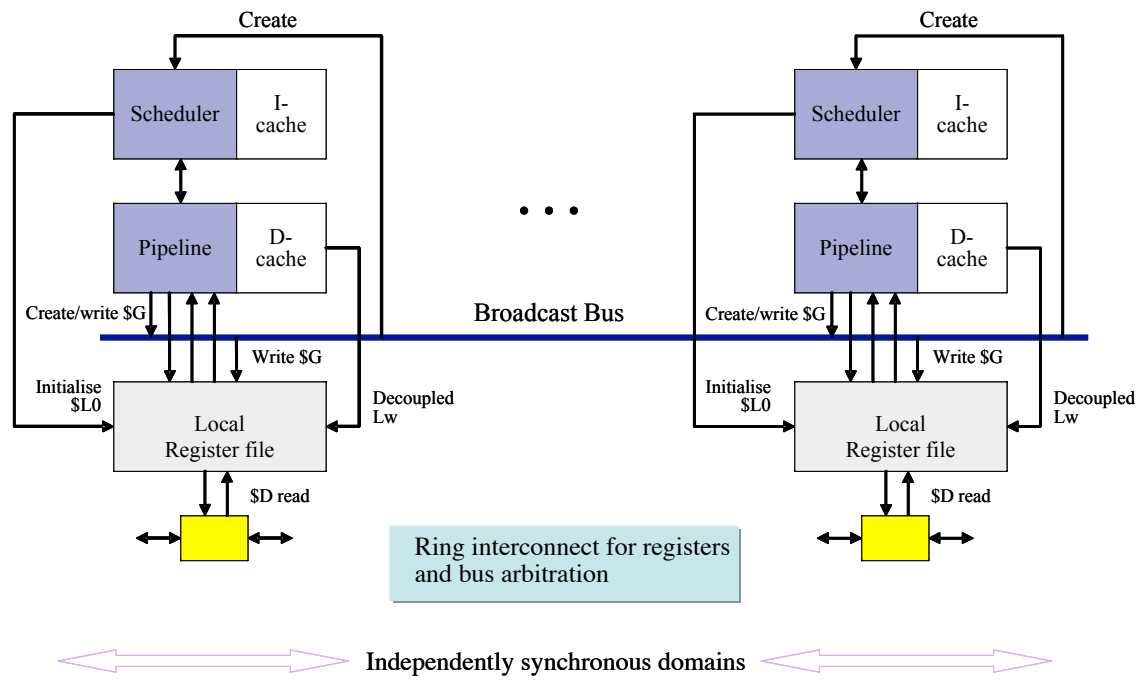 Create
Scheduler
I-
cache
Pipeline
D-
cache
Create/write $G
Write $G
Initialise
$L0
Decoupled
Lw
Local
Register file
$D read
• • •
Broadcast Bus
Create
Scheduler
I-
cache
Pipeline
D-
cache
Create/write $G
Write $G
Initialise
$L0
Decoupled
Lw
Local
Register file
$D read
Ring interconnect for registers
and bus arbitration
Independently synchronous domains